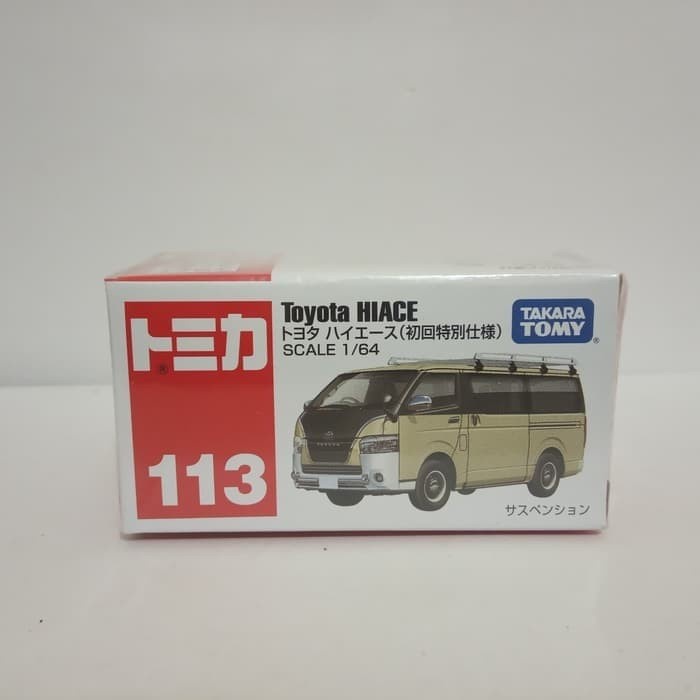 トミカ
®
113
Toyota HIACE
トヨタ ハイエース(初回特別仕様)
SCALE 1/64
TAKARA
TOMY
®
サスペンション